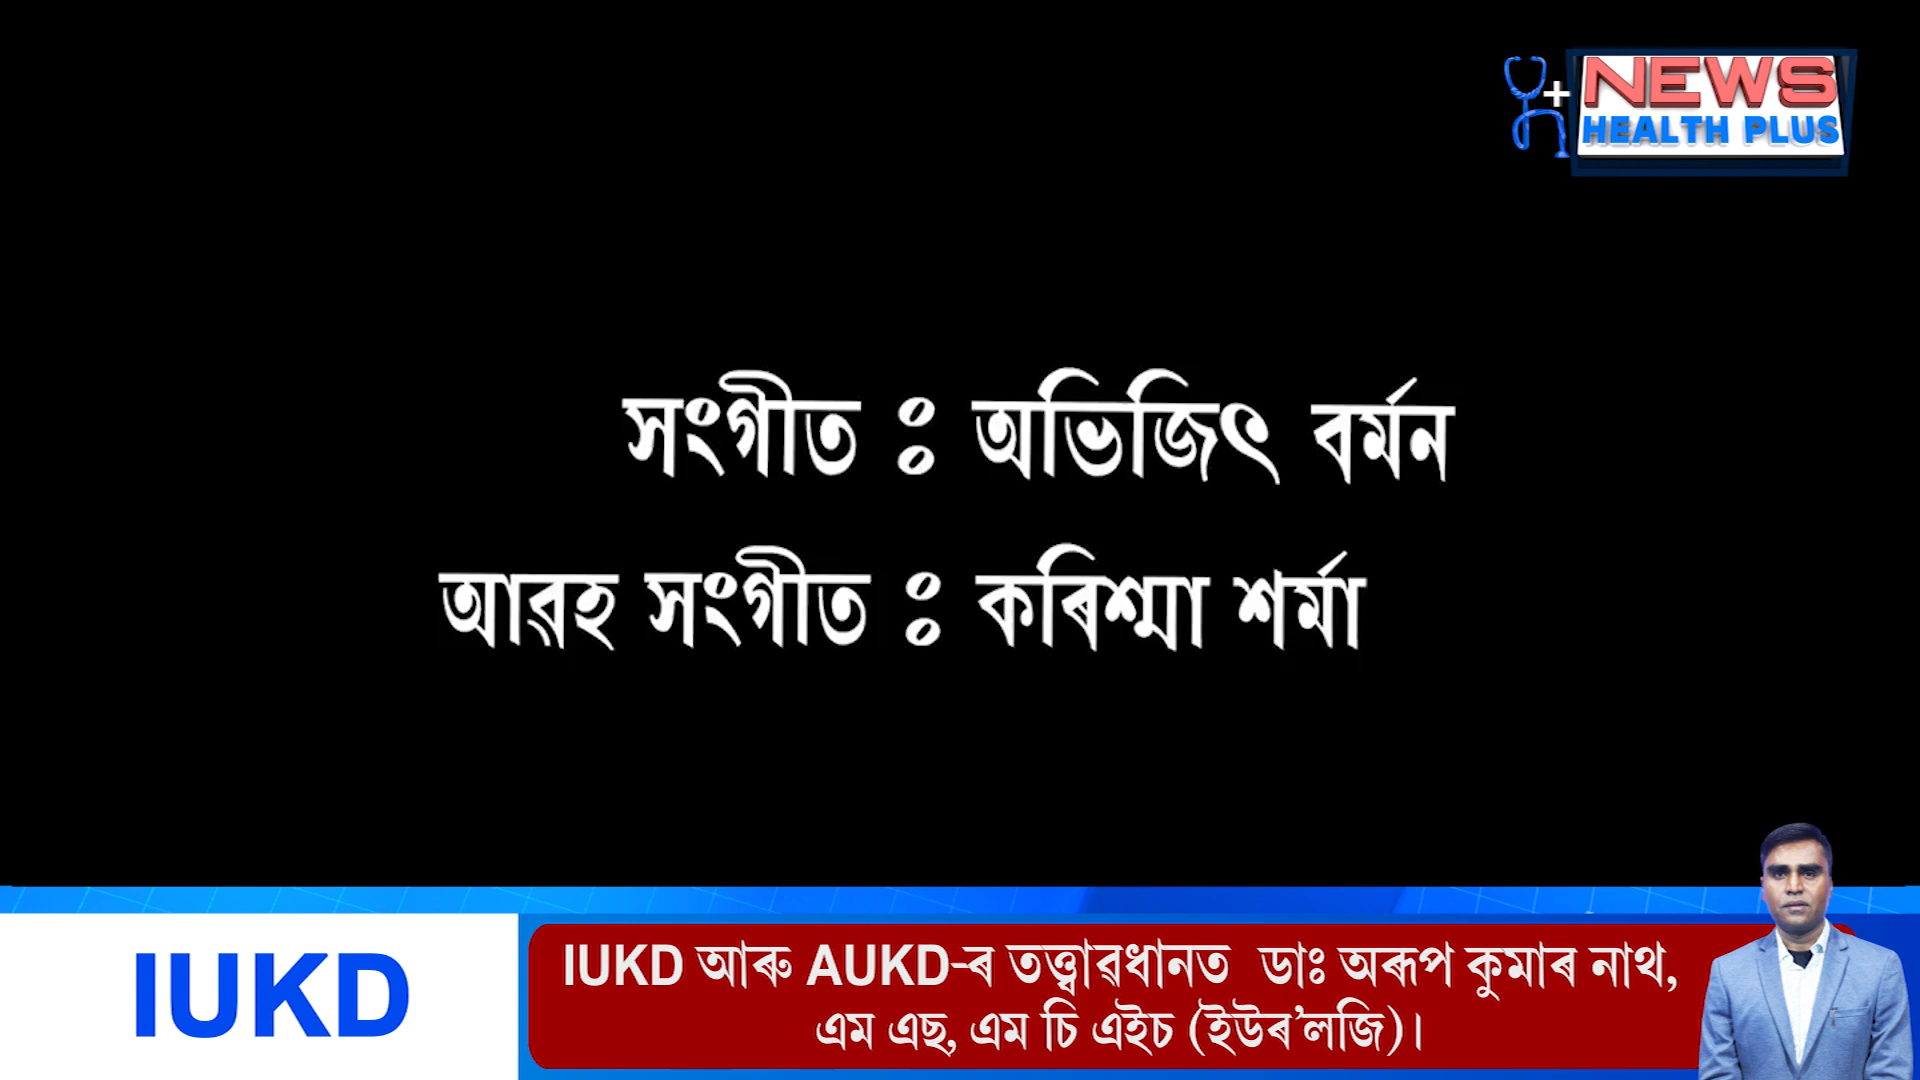 NEWS
HEALTH PLUS
সংগীত ঃ অভিজিৎ বৰ্মন
আৱহ সংগীত ঃ কৰিশ্মা শৰ্মা
IUKD
IUKD আৰু AUKD-ৰ তত্ত্বাৱধানত ডাঃ অৰূপ কুমাৰ নাথ,
এম এছ, এম চি এইচ (ইউৰ'লজি)।